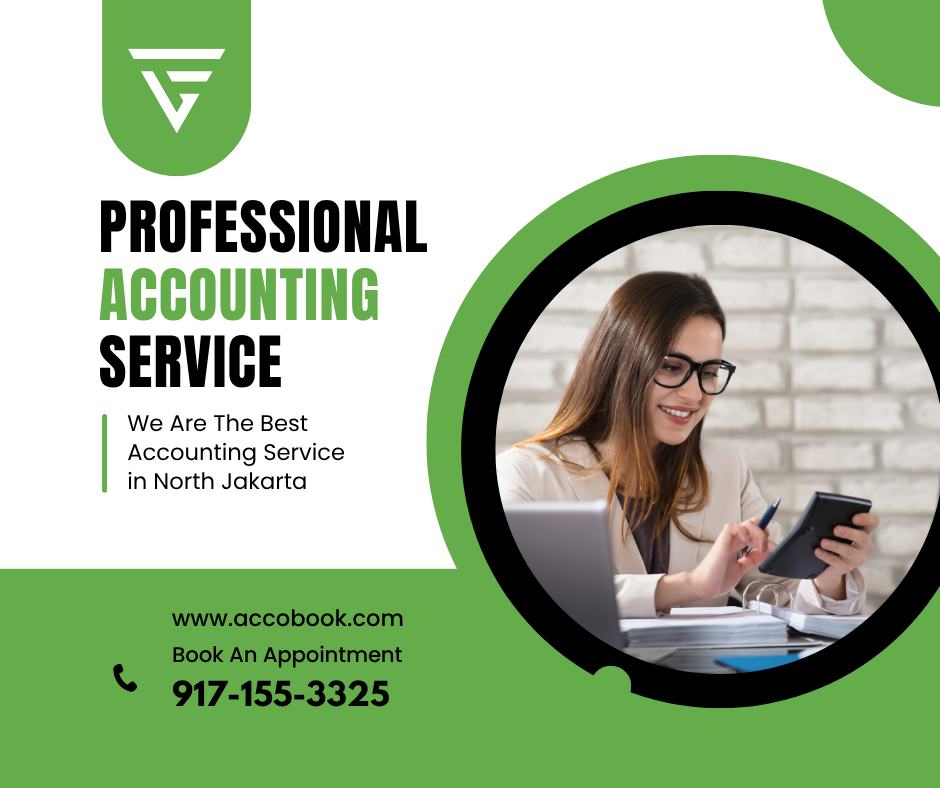 PROFESSIONAL
ACCOUNTING
SERVICE
We Are The Best
Accounting Service
in North Jakarta
www.accobook.com
Book An Appointment
917-155-3325